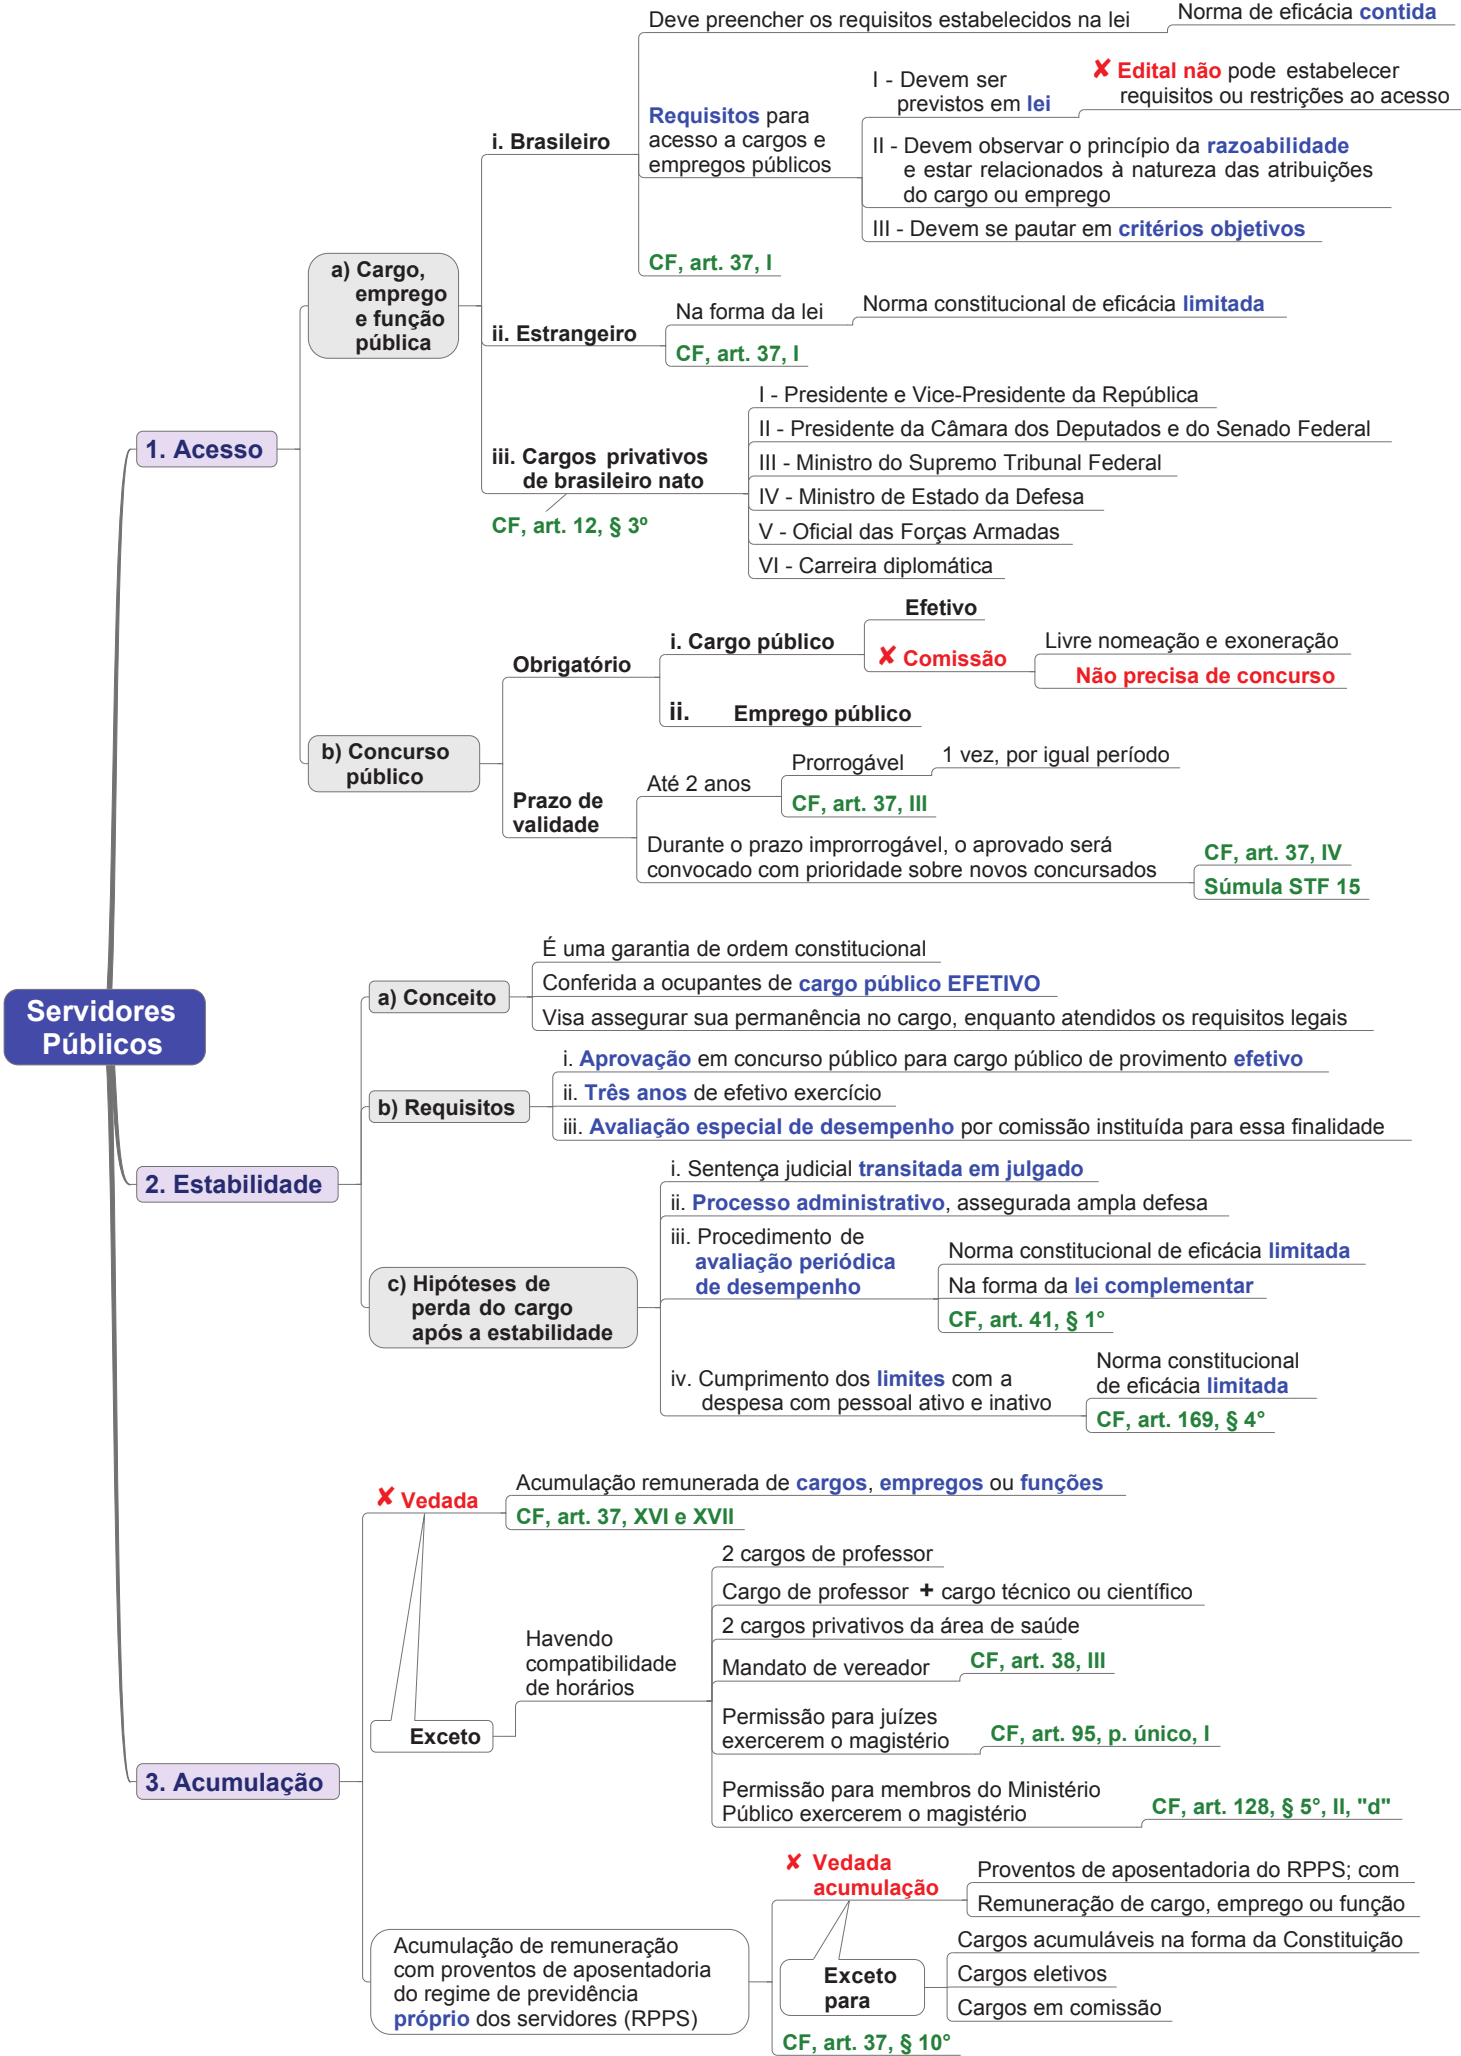 Servidores
Públicos
1. Acesso
a) Cargo,
emprego
e função
pública
i. Brasileiro
Deve preencher os requisitos estabelecidos na lei
Norma de eficácia contida
Requisitos para
acesso a cargos e
empregos públicos
I - Devem ser
previstos em lei
✘ Edital não pode estabelecer
requisitos ou restrições ao acesso
II - Devem observar o princípio da razoabilidade
e estar relacionados à natureza das atribuições
do cargo ou emprego
III - Devem se pautar em critérios objetivos
CF, art. 37, I
ii. Estrangeiro
Na forma da lei
Norma constitucional de eficácia limitada
CF, art. 37, I
iii. Cargos privativos
de brasileiro nato
CF, art. 12, § 3º
I - Presidente e Vice-Presidente da República
II - Presidente da Câmara dos Deputados e do Senado Federal
III - Ministro do Supremo Tribunal Federal
IV - Ministro de Estado da Defesa
V - Oficial das Forças Armadas
VI - Carreira diplomática
b) Concurso
público
Obrigatório
i. Cargo público
Efetivo
✘ Comissão
Livre nomeação e exoneração
Não precisa de concurso
ii. Emprego público
Prazo de
validade
Até 2 anos
Prorrogável
1 vez, por igual período
CF, art. 37, III
Durante o prazo improrrogável, o aprovado será
convocado com prioridade sobre novos concursados
CF, art. 37, IV
Súmula STF 15
2. Estabilidade
a) Conceito
É uma garantia de ordem constitucional
Conferida a ocupantes de cargo público EFETIVO
Visa assegurar sua permanência no cargo, enquanto atendidos os requisitos legais
b) Requisitos
i. Aprovação em concurso público para cargo público de provimento efetivo
ii. Três anos de efetivo exercício
iii. Avaliação especial de desempenho por comissão instituída para essa finalidade
c) Hipóteses de
perda do cargo
após a estabilidade
i. Sentença judicial transitada em julgado
ii. Processo administrativo, assegurada ampla defesa
iii. Procedimento de
avaliação periódica
de desempenho
Norma constitucional de eficácia limitada
Na forma da lei complementar
CF, art. 41, § 1°
iv. Cumprimento dos limites com a
despesa com pessoal ativo e inativo
Norma constitucional
de eficácia limitada
CF, art. 169, § 4°
3. Acumulação
✘ Vedada
Acumulação remunerada de cargos, empregos ou funções
CF, art. 37, XVI e XVII
Exceto
Havendo
compatibilidade
de horários
2 cargos de professor
Cargo de professor + cargo técnico ou científico
2 cargos privativos da área de saúde
Mandato de vereador
CF, art. 38, III
Permissão para juízes
exercerem o magistério
CF, art. 95, p. único, I
Permissão para membros do Ministério
Público exercerem o magistério
CF, art. 128, § 5°, II, "d"
Acumulação de remuneração
com proventos de aposentadoria
do regime de previdência
próprio dos servidores (RPPS)
✘ Vedada
acumulação
Proventos de aposentadoria do RPPS; com
Remuneração de cargo, emprego ou função
Exceto
para
Cargos acumuláveis na forma da Constituição
Cargos eletivos
Cargos em comissão
CF, art. 37, § 10°